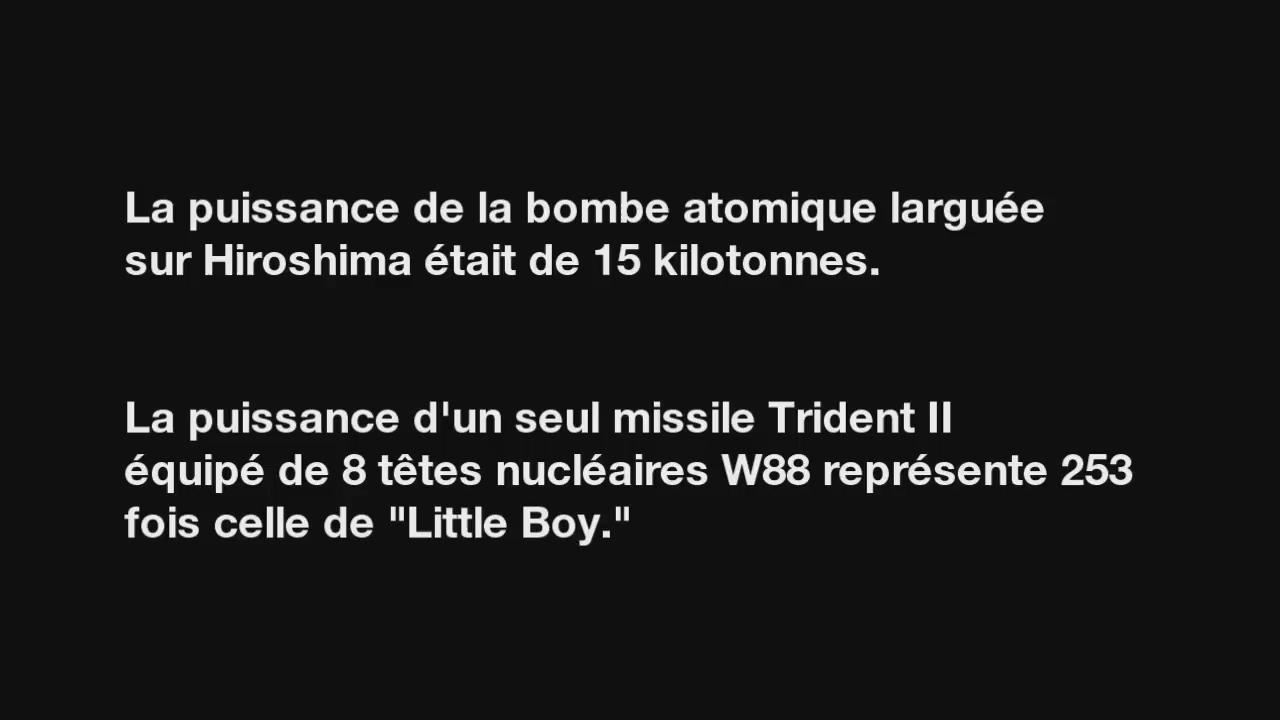 La puissance de la bombe atomique larguée
sur Hiroshima était de 15 kilotonnes.
La puissance d'un seul missile Trident II
équipé de 8 têtes nucléaires W88 représente 253
fois celle de "Little Boy."